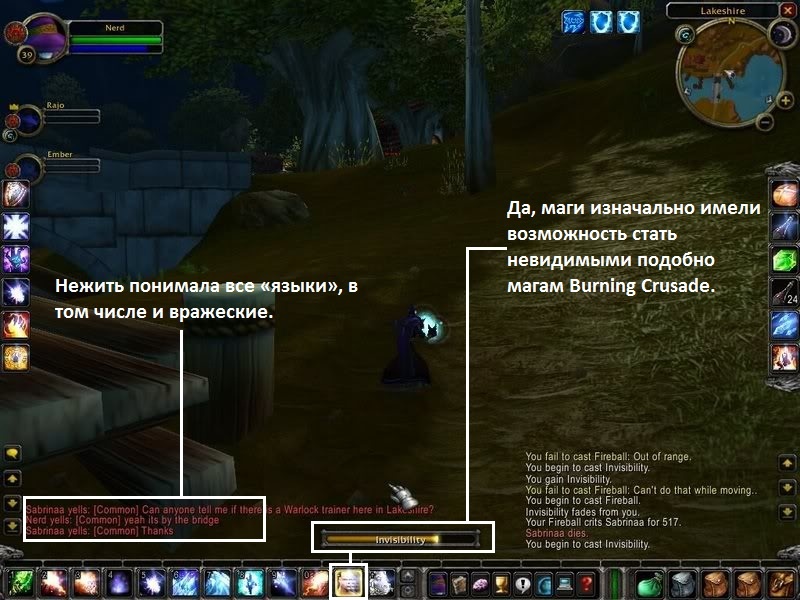 Nerd
39
Lakeshire
N
Rajo
Ember
Да, маги изначально имели
возможность стать
невидимыми подобно
магам Burning Crusade.
Нежить понимала все «языки», в
том числе и вражеские.
24
You fail to cast Fireball: Out of range.
You begin to cast Invisibility.
You gain Invisibility.
You fail to cast Fireball: Can't do that while moving..
You begin to cast Fireball.
Invisibility fades from you.
Your Fireball crits Sabrinaa for 517.
Sabrinaa dies.
You begin to cast Invisibility.
Sabrinaa yells: [Common] Can anyone tell me if there is a Warlock trainer here in Lakeshire?
Nerd yells: [Common] yeah its by the bridge
Sabrinaa yells: [Common] Thanks
Invisibility